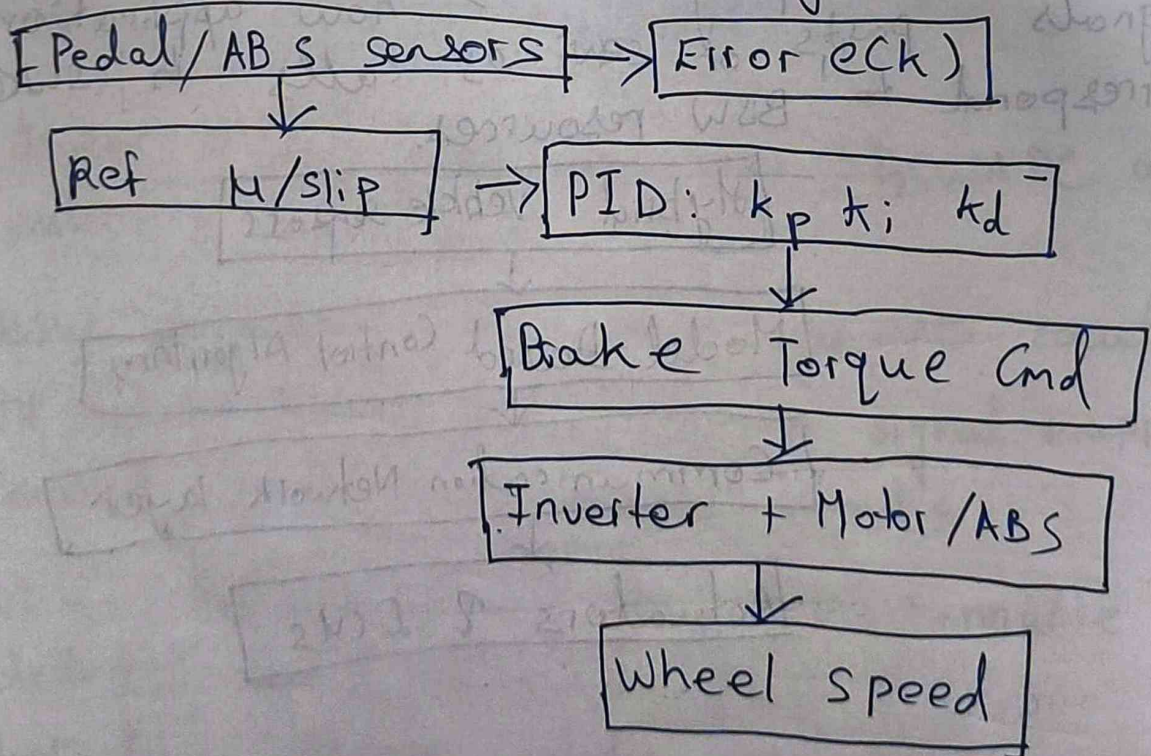 Pedal/ABS sensors → Error e(k)
Ref μ/slip → PID: kp ki kd
Brake Torque Cmd
Inverter + Motor/ABS
Wheel speed